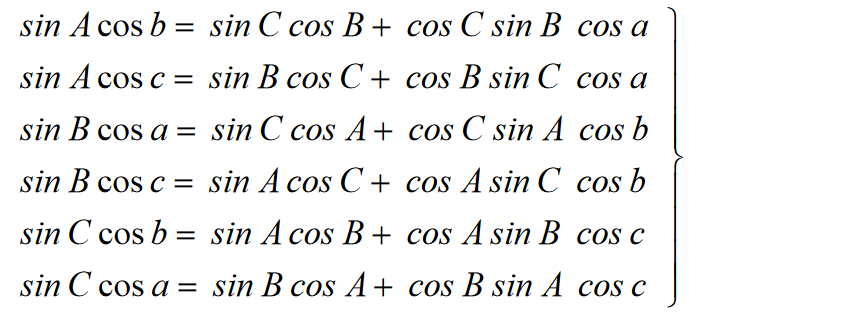 sin A cos b = sin C cos B + cos C sin B cos a
sin A cos c = sin B cos C + cos B sin C cos a
sin B cos a = sin C cos A + cos C sin A cos b
sin B cos c = sin A cos C + cos A sin C cos b
sin C cos b = sin A cos B + cos A sin B cos c
sin C cos a = sin B cos A + cos B sin A cos c